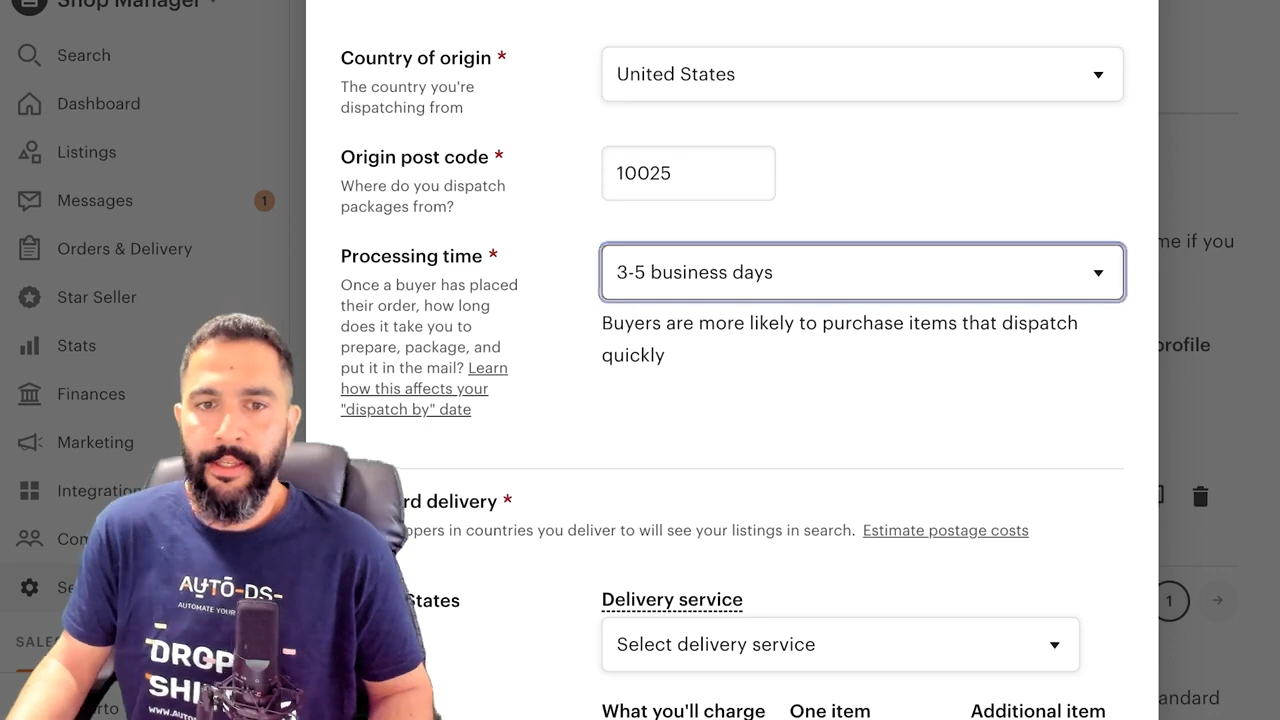 Shop Manager
Search
Dashboard
Listings
Messages
1
Orders & Delivery
Star Seller
Stats
Finances
Marketing
Country of origin *
The country you're
dispatching from
United States
Origin post code *
Where do you dispatch
packages from?
10025
Processing time *
Once a buyer has placed
their order, how long
does it take you to
prepare, package, and
put it in the mail? Learn
how this affects your
"dispatch by" date
3-5 business days
Buyers are more likely to purchase items that dispatch
quickly
me if you
profile
rd delivery *
oppers in countries you deliver to will see your listings in search. Estimate postage costs
States
Delivery service
Select delivery service
What you'll charge
One item
Additional item
1
andard
AUTO-DS
AUTOMATE YOUR
DROP
SHI